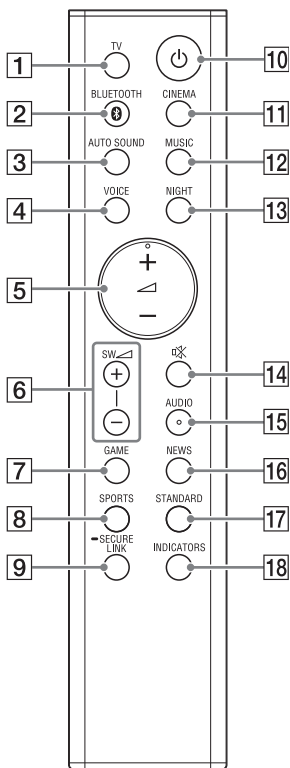 TV
1
10
BLUETOOTH
CINEMA
2
11
AUTO SOUND
MUSIC
3
12
VOICE
NIGHT
4
13
+
5
−
SW
+
14
6
AUDIO
−
15
GAME
NEWS
7
16
SPORTS
STANDARD
8
17
SECURE
LINK
INDICATORS
9
18